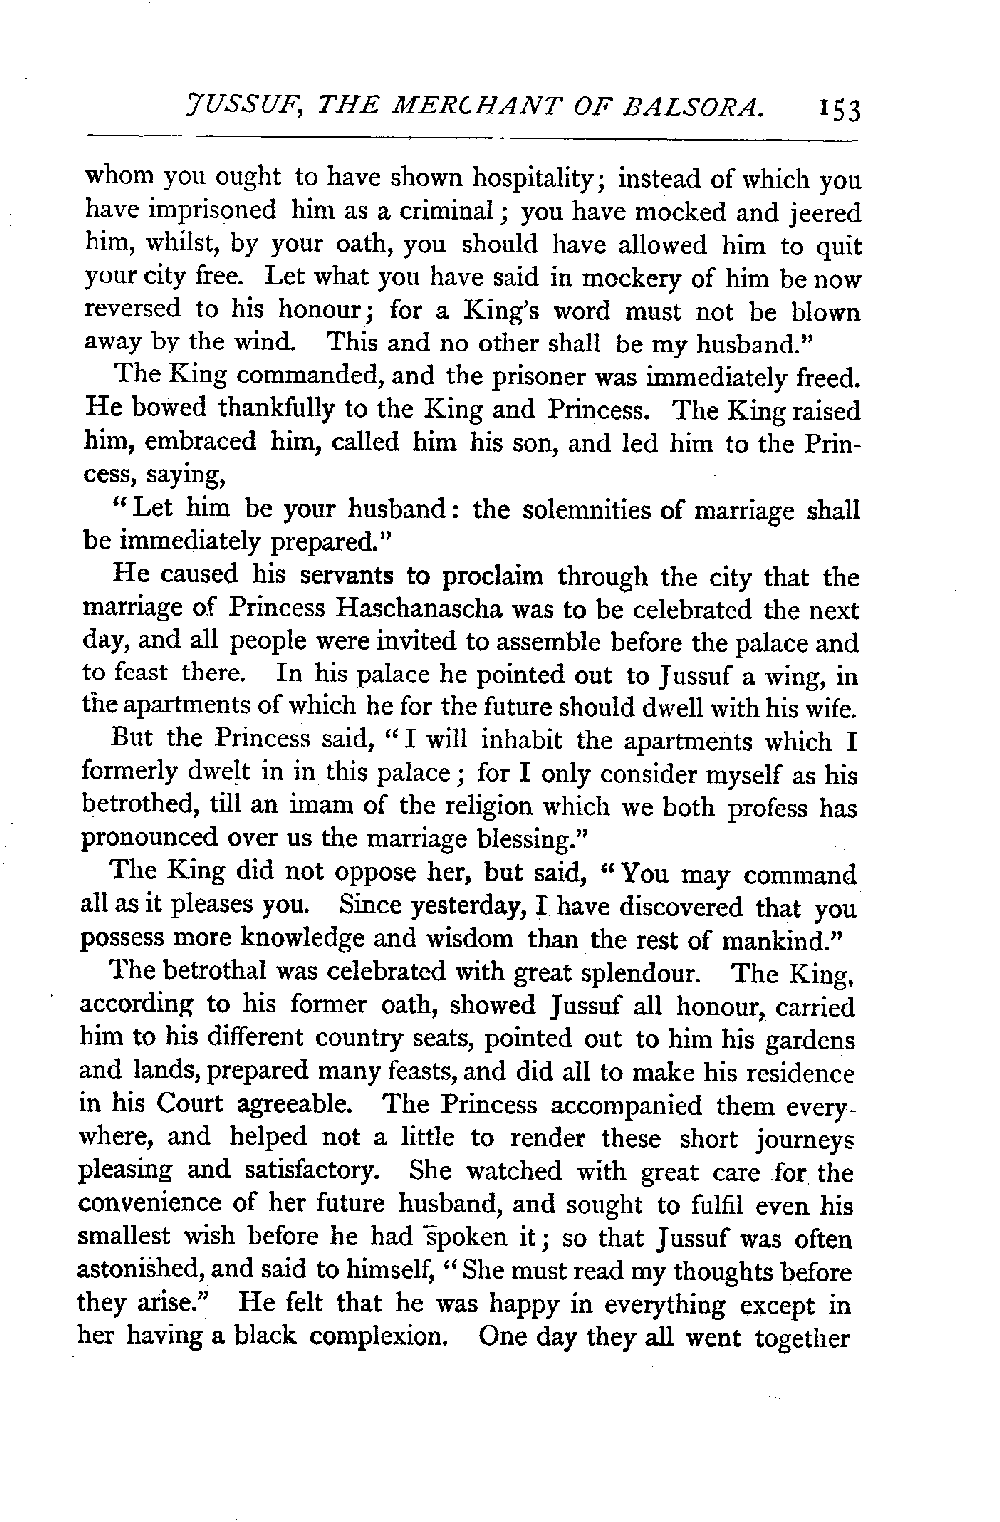 JUSSUF, THE MERCHANT OF BALSORA. 153
whom you ought to have shown hospitality; instead of which you
have imprisoned him as a criminal; you have mocked and jeered
him, whilst, by your oath, you should have allowed him to quit
your city free. Let what you have said in mockery of him be now
reversed to his honour; for a King's word must not be blown
away by the wind. This and no other shall be my husband."
The King commanded, and the prisoner was immediately freed.
He bowed thankfully to the King and Princess. The King raised
him, embraced him, called him his son, and led him to the Prin-
cess, saying,
"Let him be your husband: the solemnities of marriage shall
be immediately prepared."
He caused his servants to proclaim through the city that the
marriage of Princess Haschanascha was to be celebrated the next
day, and all people were invited to assemble before the palace and
to feast there. In his palace he pointed out to Jussuf a wing, in
the apartments of which he for the future should dwell with his wife.
But the Princess said, "I will inhabit the apartments which I
formerly dwelt in in this palace; for I only consider myself as his
betrothed, till an imam of the religion which we both profess has
pronounced over us the marriage blessing."
The King did not oppose her, but said, "You may command
all as it pleases you. Since yesterday, I have discovered that you
possess more knowledge and wisdom than the rest of mankind."
The betrothal was celebrated with great splendour. The King,
according to his former oath, showed Jussuf all honour, carried
him to his different country seats, pointed out to him his gardens
and lands, prepared many feasts, and did all to make his residence
in his Court agreeable. The Princess accompanied them every-
where, and helped not a little to render these short journeys
pleasing and satisfactory. She watched with great care for the
convenience of her future husband, and sought to fulfil even his
smallest wish before he had spoken it; so that Jussuf was often
astonished, and said to himself, "She must read my thoughts before
they arise." He felt that he was happy in everything except in
her having a black complexion. One day they all went together